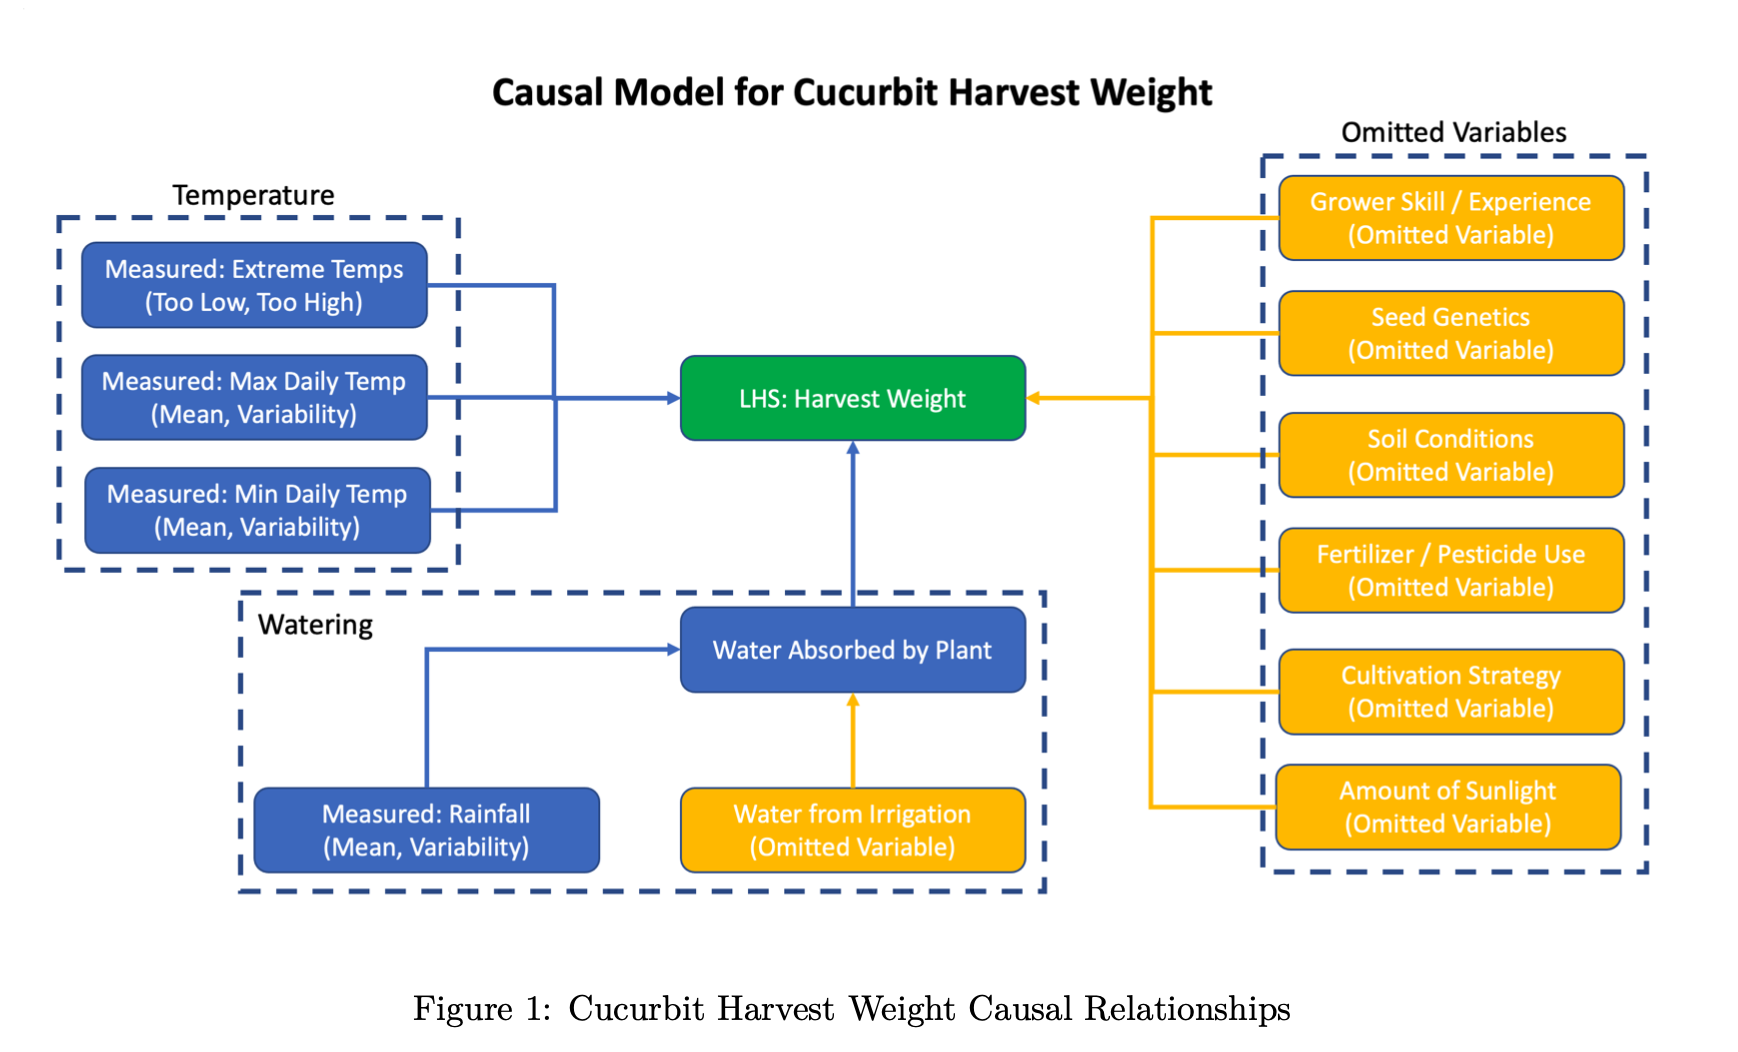 Causal Model for Cucurbit Harvest Weight
Temperature
Measured: Extreme Temps
(Too Low, Too High)
Measured: Max Daily Temp
(Mean, Variability)
Measured: Min Daily Temp
(Mean, Variability)
LHS: Harvest Weight
Watering
Water Absorbed by Plant
Measured: Rainfall
(Mean, Variability)
Water from Irrigation
(Omitted Variable)
Omitted Variables
Grower Skill / Experience
(Omitted Variable)
Seed Genetics
(Omitted Variable)
Soil Conditions
(Omitted Variable)
Fertilizer / Pesticide Use
(Omitted Variable)
Cultivation Strategy
(Omitted Variable)
Amount of Sunlight
(Omitted Variable)
Figure 1: Cucurbit Harvest Weight Causal Relationships